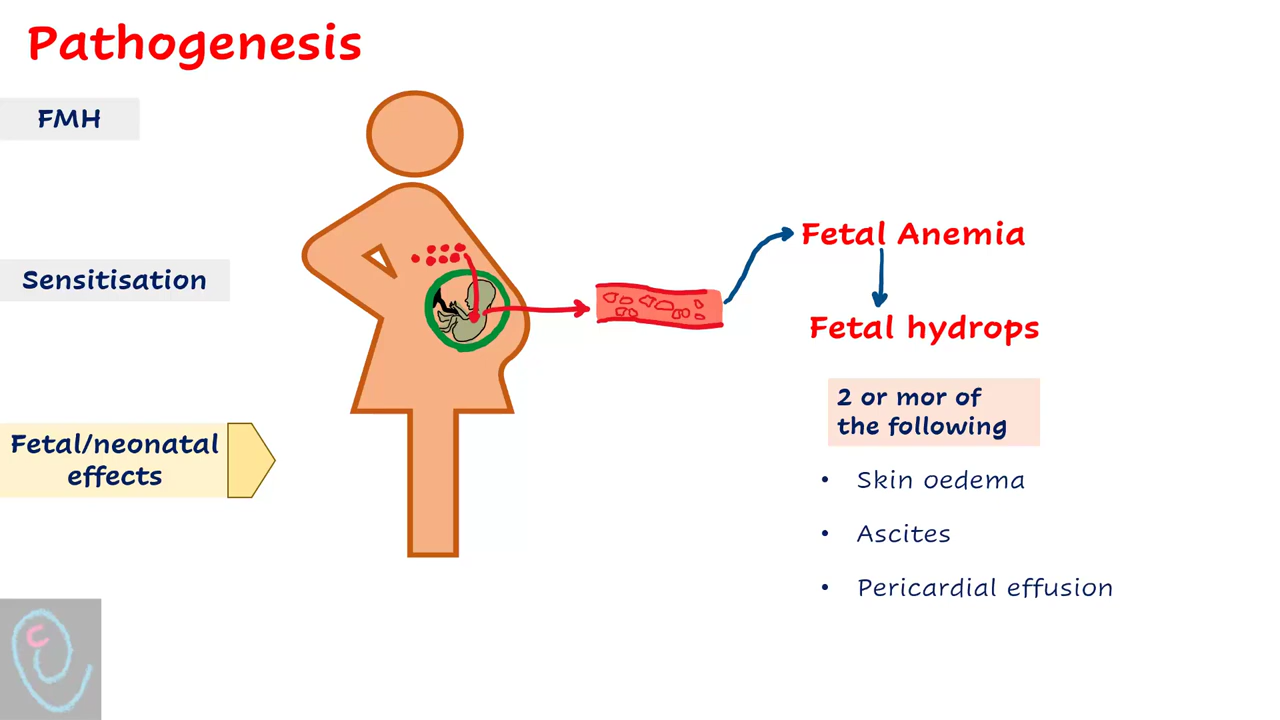 Pathogenesis
FMH
Sensitisation
Fetal/neonatal
effects
Fetal Anemia
Fetal hydrops
2 or mor of
the following
• Skin oedema
• Ascites
• Pericardial effusion